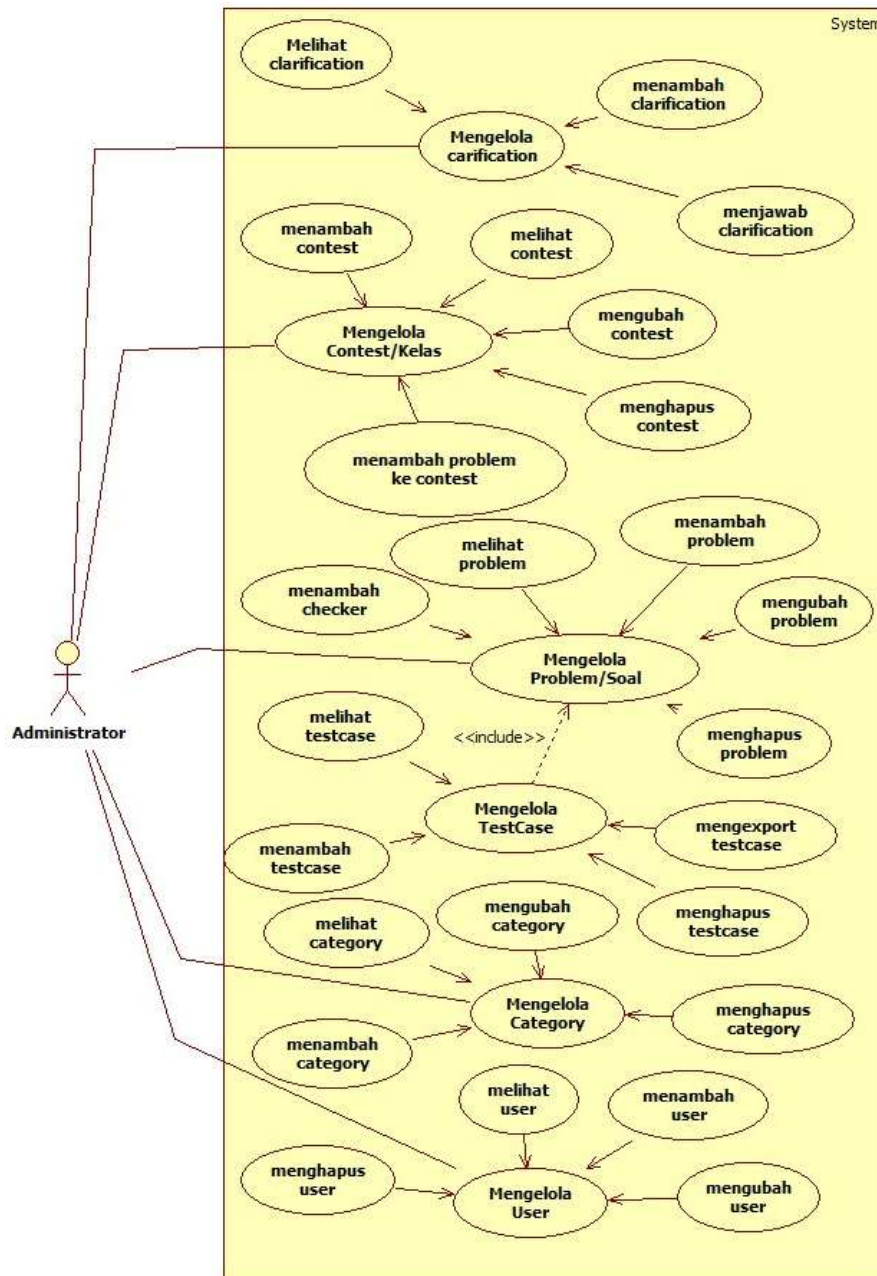 System
Melihat
clarification
menambah
clarification
Mengelola
carification
menjawab
clarification
menambah
contest
melihat
contest
mengubah
contest
Mengelola
Contest/Kelas
menghapus
contest
menambah problem
ke contest
melihat
problem
menambah
problem
menambah
checker
mengubah
problem
Mengelola
Problem/Soal
Administrator
melihat
testcase
<<include>>
menghapus
problem
Mengelola
TestCase
mengexport
testcase
menambah
testcase
melihat
category
mengubah
category
menghapus
testcase
Mengelola
Category
menghapus
category
menambah
category
melihat
user
menambah
user
menghapus
user
Mengelola
User
mengubah
user